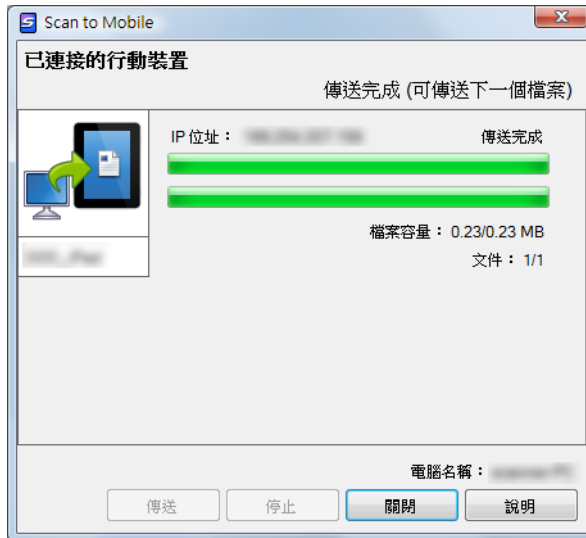 Scan to Mobile
已連接的行動裝置
傳送完成 (可傳送下一個檔案)
IP 位址： 傳送完成
檔案容量： 0.23/0.23 MB
文件： 1/1
電腦名稱：
傳送 停止 關閉 說明